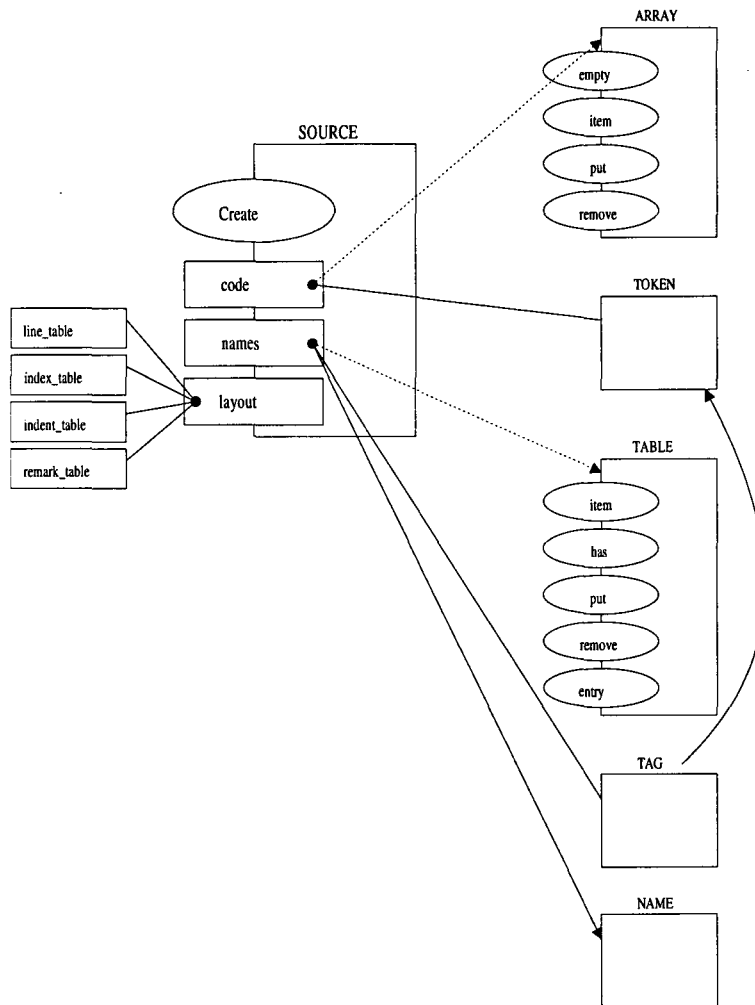 ARRAY
empty
item
put
remove
SOURCE
Create
code
names
layout
line_table
index_table
indent_table
remark_table
TOKEN
TABLE
item
has
put
remove
entry
TAG
NAME